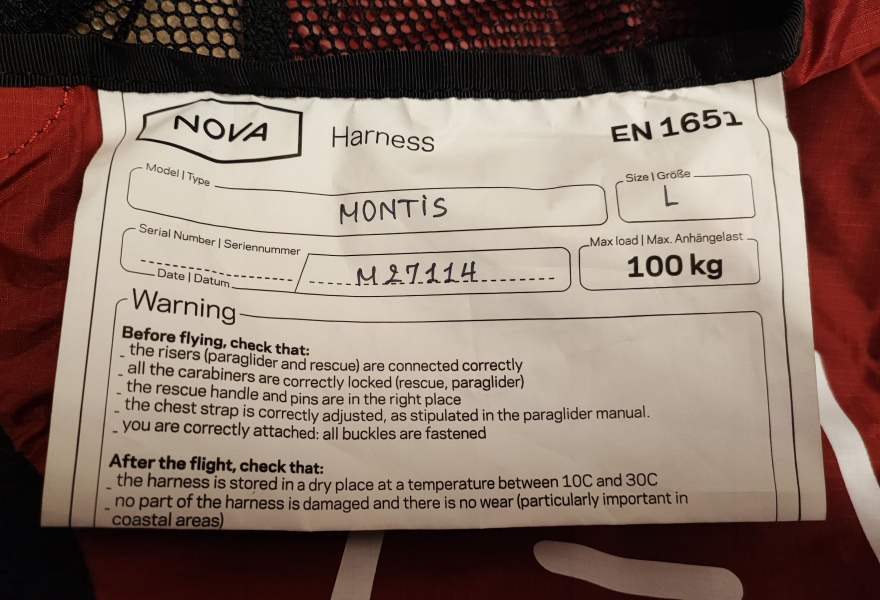 NOVA Harness EN 1651
Model | Type Size | Größe
MONTIS L
Serial Number | Seriennummer Max load | Max. Anhängelast
M27114 100 kg
Date | Datum
Warning
Before flying, check that:
- the risers (paraglider and rescue) are connected correctly
- all the carabiners are correctly locked (rescue, paraglider)
- the rescue handle and pins are in the right place
- the chest strap is correctly adjusted, as stipulated in the paraglider manual.
- you are correctly attached: all buckles are fastened
After the flight, check that:
- the harness is stored in a dry place at a temperature between 10C and 30C
- no part of the harness is damaged and there is no wear (particularly important in
coastal areas)